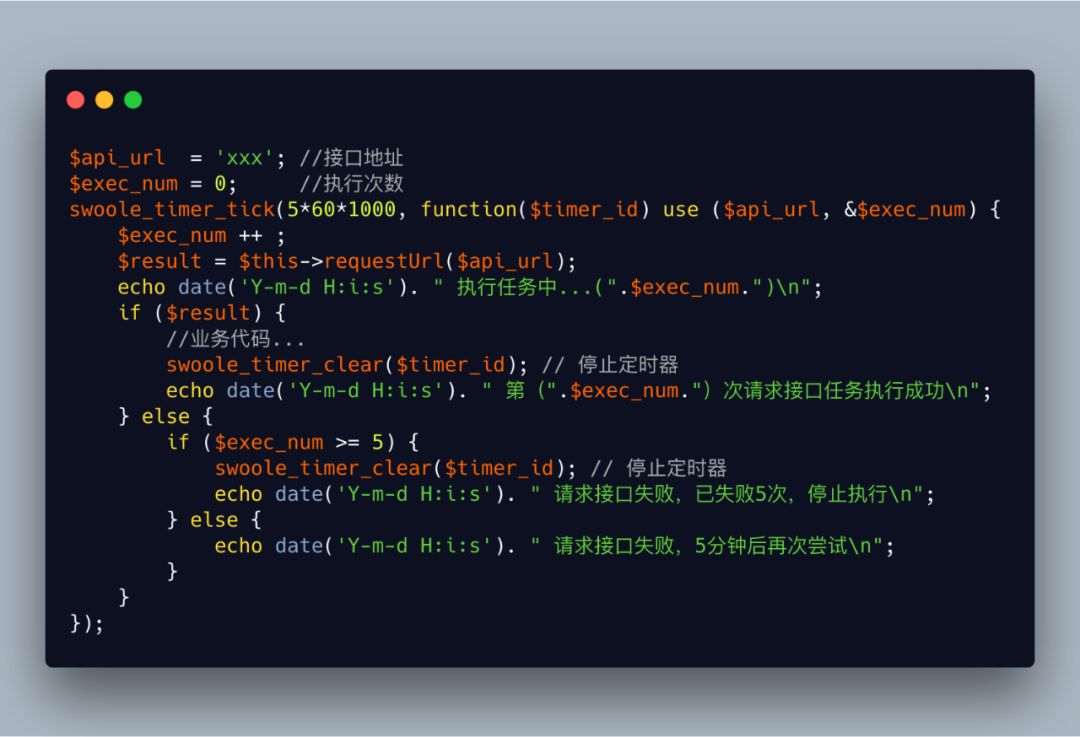 $api_url  = 'xxx'; //接口地址
$exec_num = 0;     //执行次数
swoole_timer_tick(5*60*1000, function($timer_id) use ($api_url, &$exec_num) {
    $exec_num ++ ;
    $result = $this->requestUrl($api_url);
    echo date('Y-m-d H:i:s'). " 执行任务中...(".$exec_num.")\n";
    if ($result) {
        //业务代码...
        swoole_timer_clear($timer_id); // 停止定时器
        echo date('Y-m-d H:i:s'). " 第（".$exec_num."）次请求接口任务执行成功\n";
    } else {
        if ($exec_num >= 5) {
            swoole_timer_clear($timer_id); // 停止定时器
            echo date('Y-m-d H:i:s'). " 请求接口失败，已失败5次，停止执行\n";
        } else {
            echo date('Y-m-d H:i:s'). " 请求接口失败，5分钟后再次尝试\n";
        }
    }
});